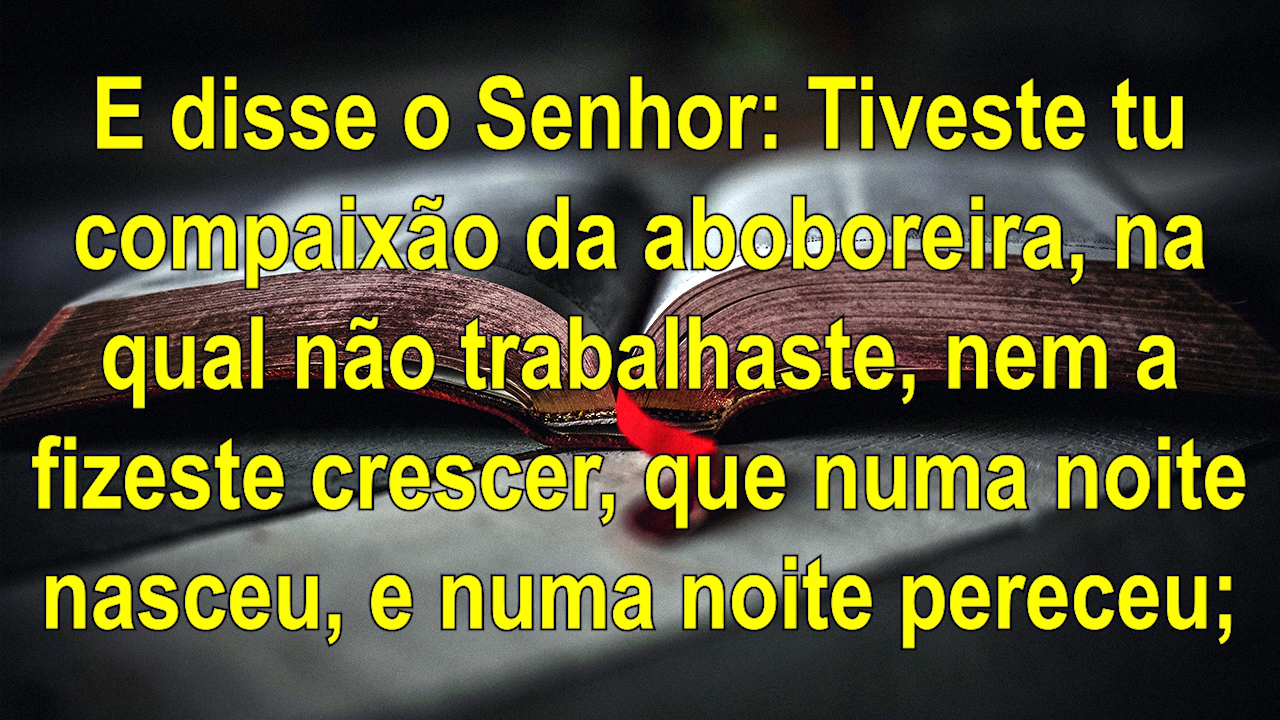 E disse o Senhor: Tiveste tu
compaixão da aboboreira, na
qual não trabalhaste, nem a
fizeste crescer, que numa noite
nasceu, e numa noite pereceu;